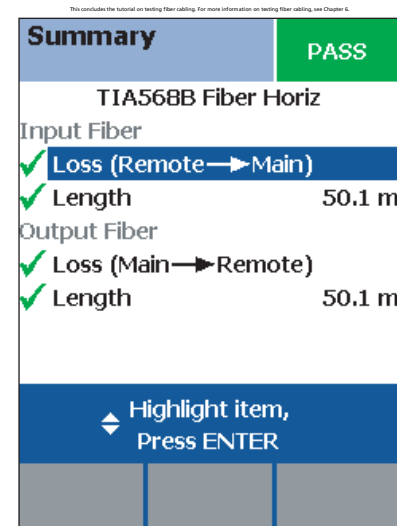 This concludes the tutorial on testing fiber cabling. For more information on testing fiber cabling, see Chapter 6.
Summary
PASS
TIA568B Fiber Horiz
Input Fiber
Loss (Remote→Main)
Length 50.1 m
Output Fiber
Loss (Main→Remote)
Length 50.1 m
Highlight item,
Press ENTER